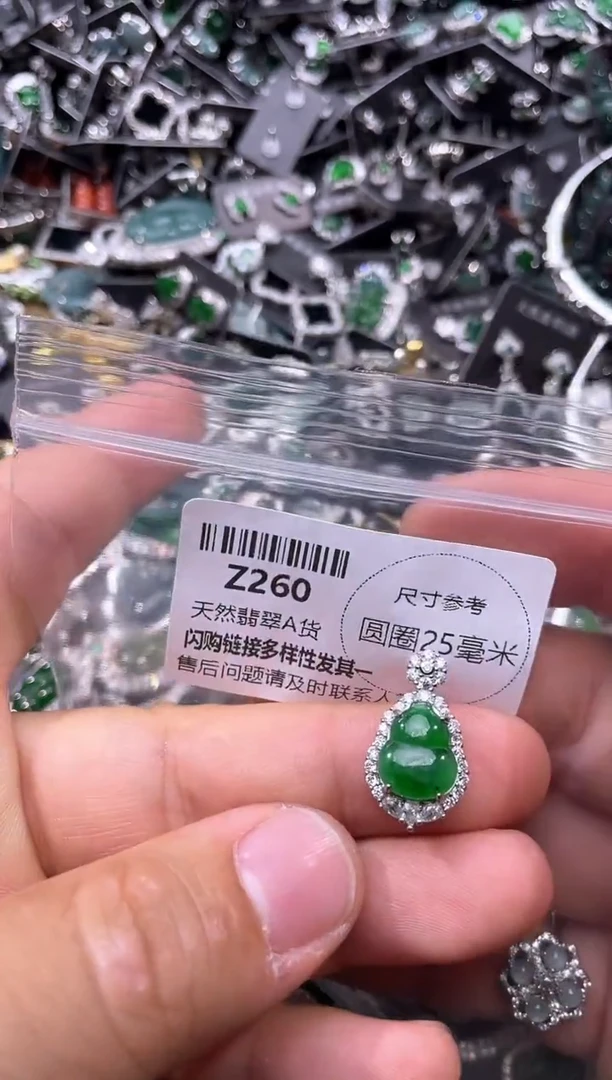 Z260
天然翡翠A货
闪购链接多样性发其一
售后问题请及时联系人
尺寸参考
圆圈25毫米